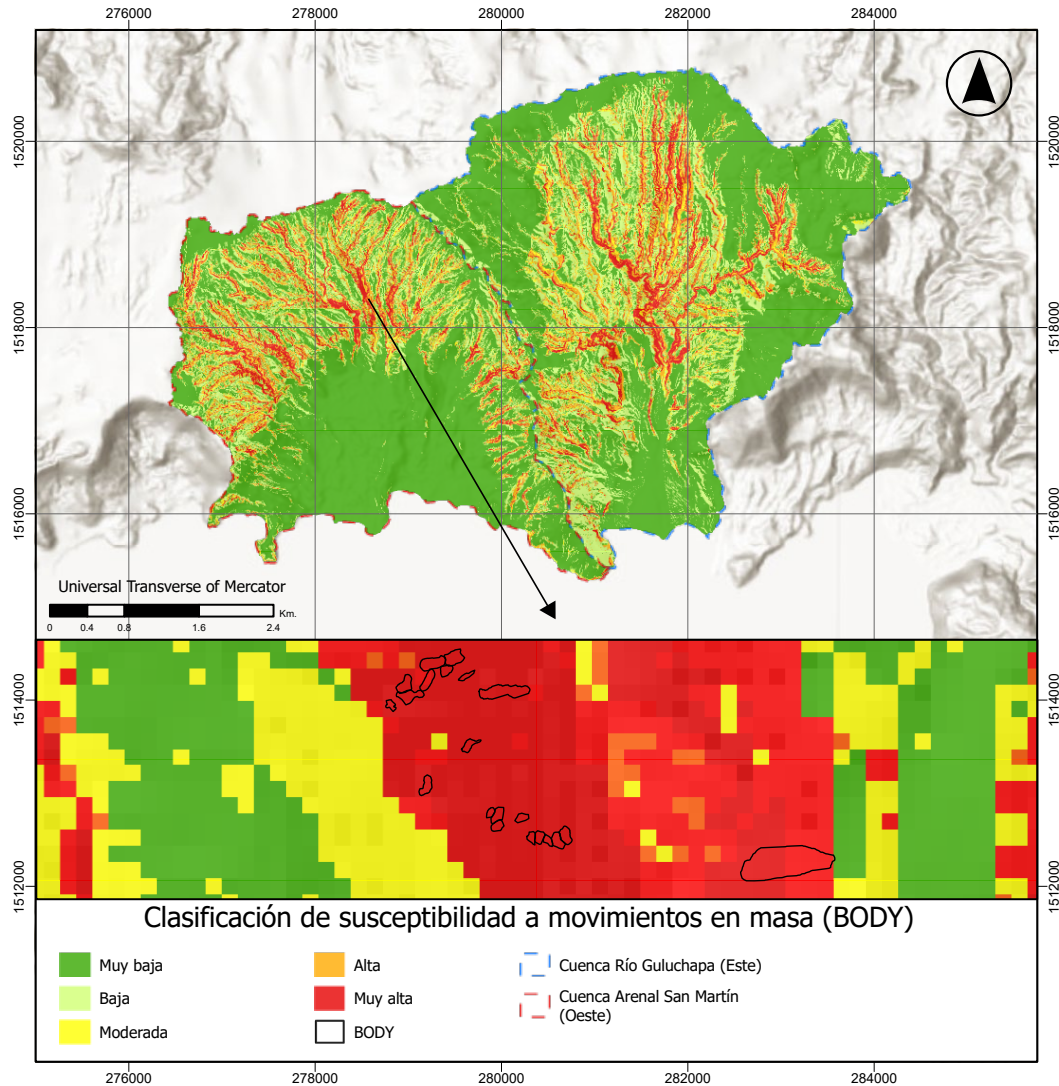 276000 278000 280000 282000 284000
1520000 1520000
1518000 1518000
1516000 1516000
Universal Transverse of Mercator
Km.
0 0.4 0.8 1.6 2.4
1514000 1514000
1512000 1512000
Clasificación de susceptibilidad a movimientos en masa (BODY)
Muy baja Alta Cuenca Río Guluchapa (Este)
Baja Muy alta Cuenca Arenal San Martín
(Oeste)
Moderada BODY
276000 278000 280000 282000 284000